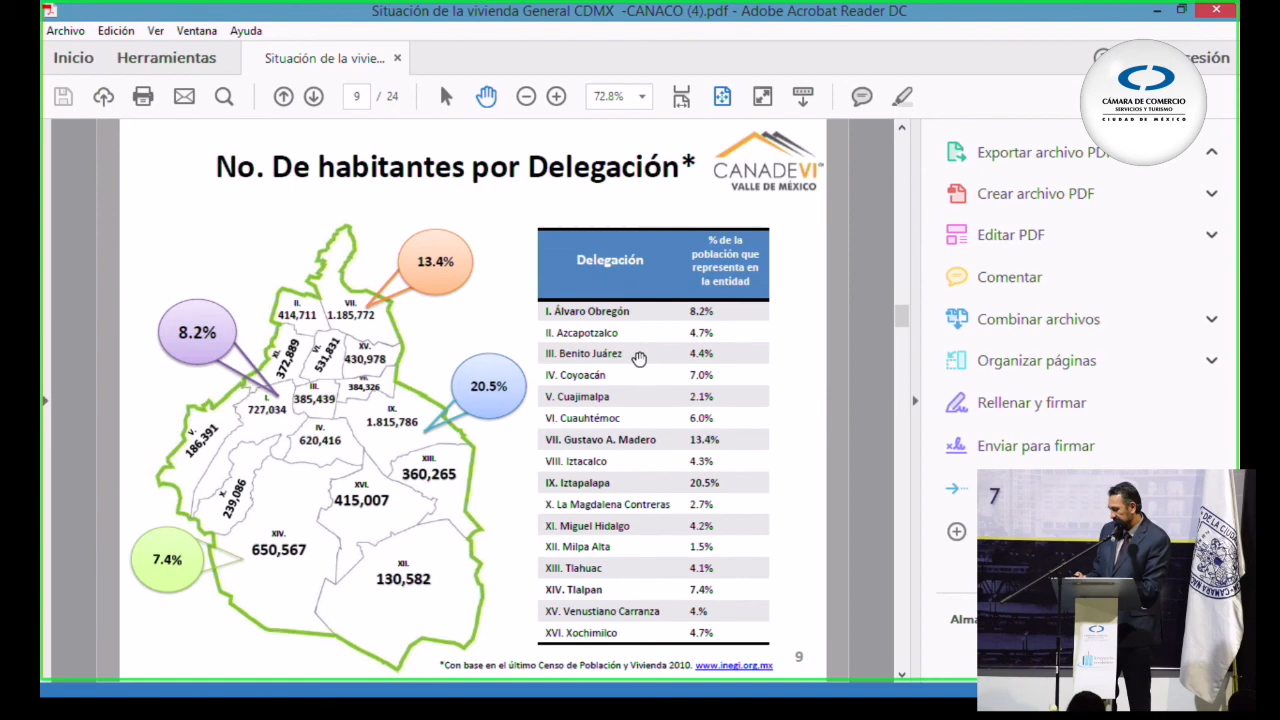 Situación de la vivienda General CDMX -CANACO (4).pdf - Adobe Acrobat Reader DC
Archivo Edición Ver Ventana Ayuda
Inicio Herramientas Situación de la vivie... × esión
9 / 24 72.8%
CÁMARA DE COMERCIO
SERVICIOS Y TURISMO
CIUDAD DE MÉXICO
No. De habitantes por Delegación*
CANADEVI
VALLE DE MÉXICO
13.4%
8.2%
20.5%
7.4%
II.
414,711
VII.
1.185,772
XI.
372,889
VI.
531,831
XV.
430,978
384,326
III.
385,439
I.
727,034
IX.
1.815,786
IV.
620,416
V.
186,391
XIII.
360,265
X.
239,086
XVI.
415,007
XIV.
650,567
XII.
130,582
Delegación
% de la
población que
representa en
la entidad
I. Álvaro Obregón 8.2%
II. Azcapotzalco 4.7%
III. Benito Juárez 4.4%
IV. Coyoacán 7.0%
V. Cuajimalpa 2.1%
VI. Cuauhtémoc 6.0%
VII. Gustavo A. Madero 13.4%
VIII. Iztacalco 4.3%
IX. Iztapalapa 20.5%
X. La Magdalena Contreras 2.7%
XI. Miguel Hidalgo 4.2%
XII. Milpa Alta 1.5%
XIII. Tlahuac 4.1%
XIV. Tlalpan 7.4%
XV. Venustiano Carranza 4.%
XVI. Xochimilco 4.7%
*Con base en el último Censo de Población y Vivienda 2010. www.inegi.org.mx
9
Exportar archivo PDF
Crear archivo PDF
Editar PDF
Comentar
Combinar archivos
Organizar páginas
Rellenar y firmar
Enviar para firmar
Alma
7